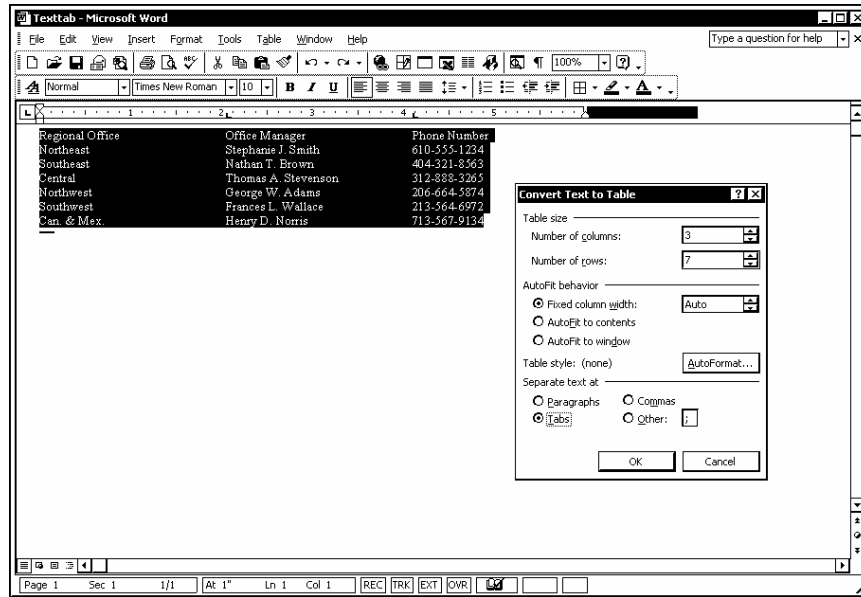 Texttab - Microsoft Word
File Edit View Insert Format Tools Table Window Help Type a question for help
100%
Normal Times New Roman 10 B I U A
1 2 3 4 5
Regional Office Office Manager Phone Number
Northeast Stephanie J. Smith 610-555-1234
Southeast Nathan T. Brown 404-321-8563
Central Thomas A. Stevenson 312-888-3265
Northwest George W. Adams 206-664-5874
Southwest Frances L. Wallace 213-564-6972
Can. & Mex. Henry D. Norris 713-567-9134
Convert Text to Table
Table size
Number of columns: 3
Number of rows: 7
AutoFit behavior
Fixed column width: Auto
AutoFit to contents
AutoFit to window
Table style: (none) AutoFormat...
Separate text at
Paragraphs Commas
Tabs Other: ;
OK Cancel
Page 1 Sec 1 1/1 At 1" Ln 1 Col 1 REC TRK EXT OVR